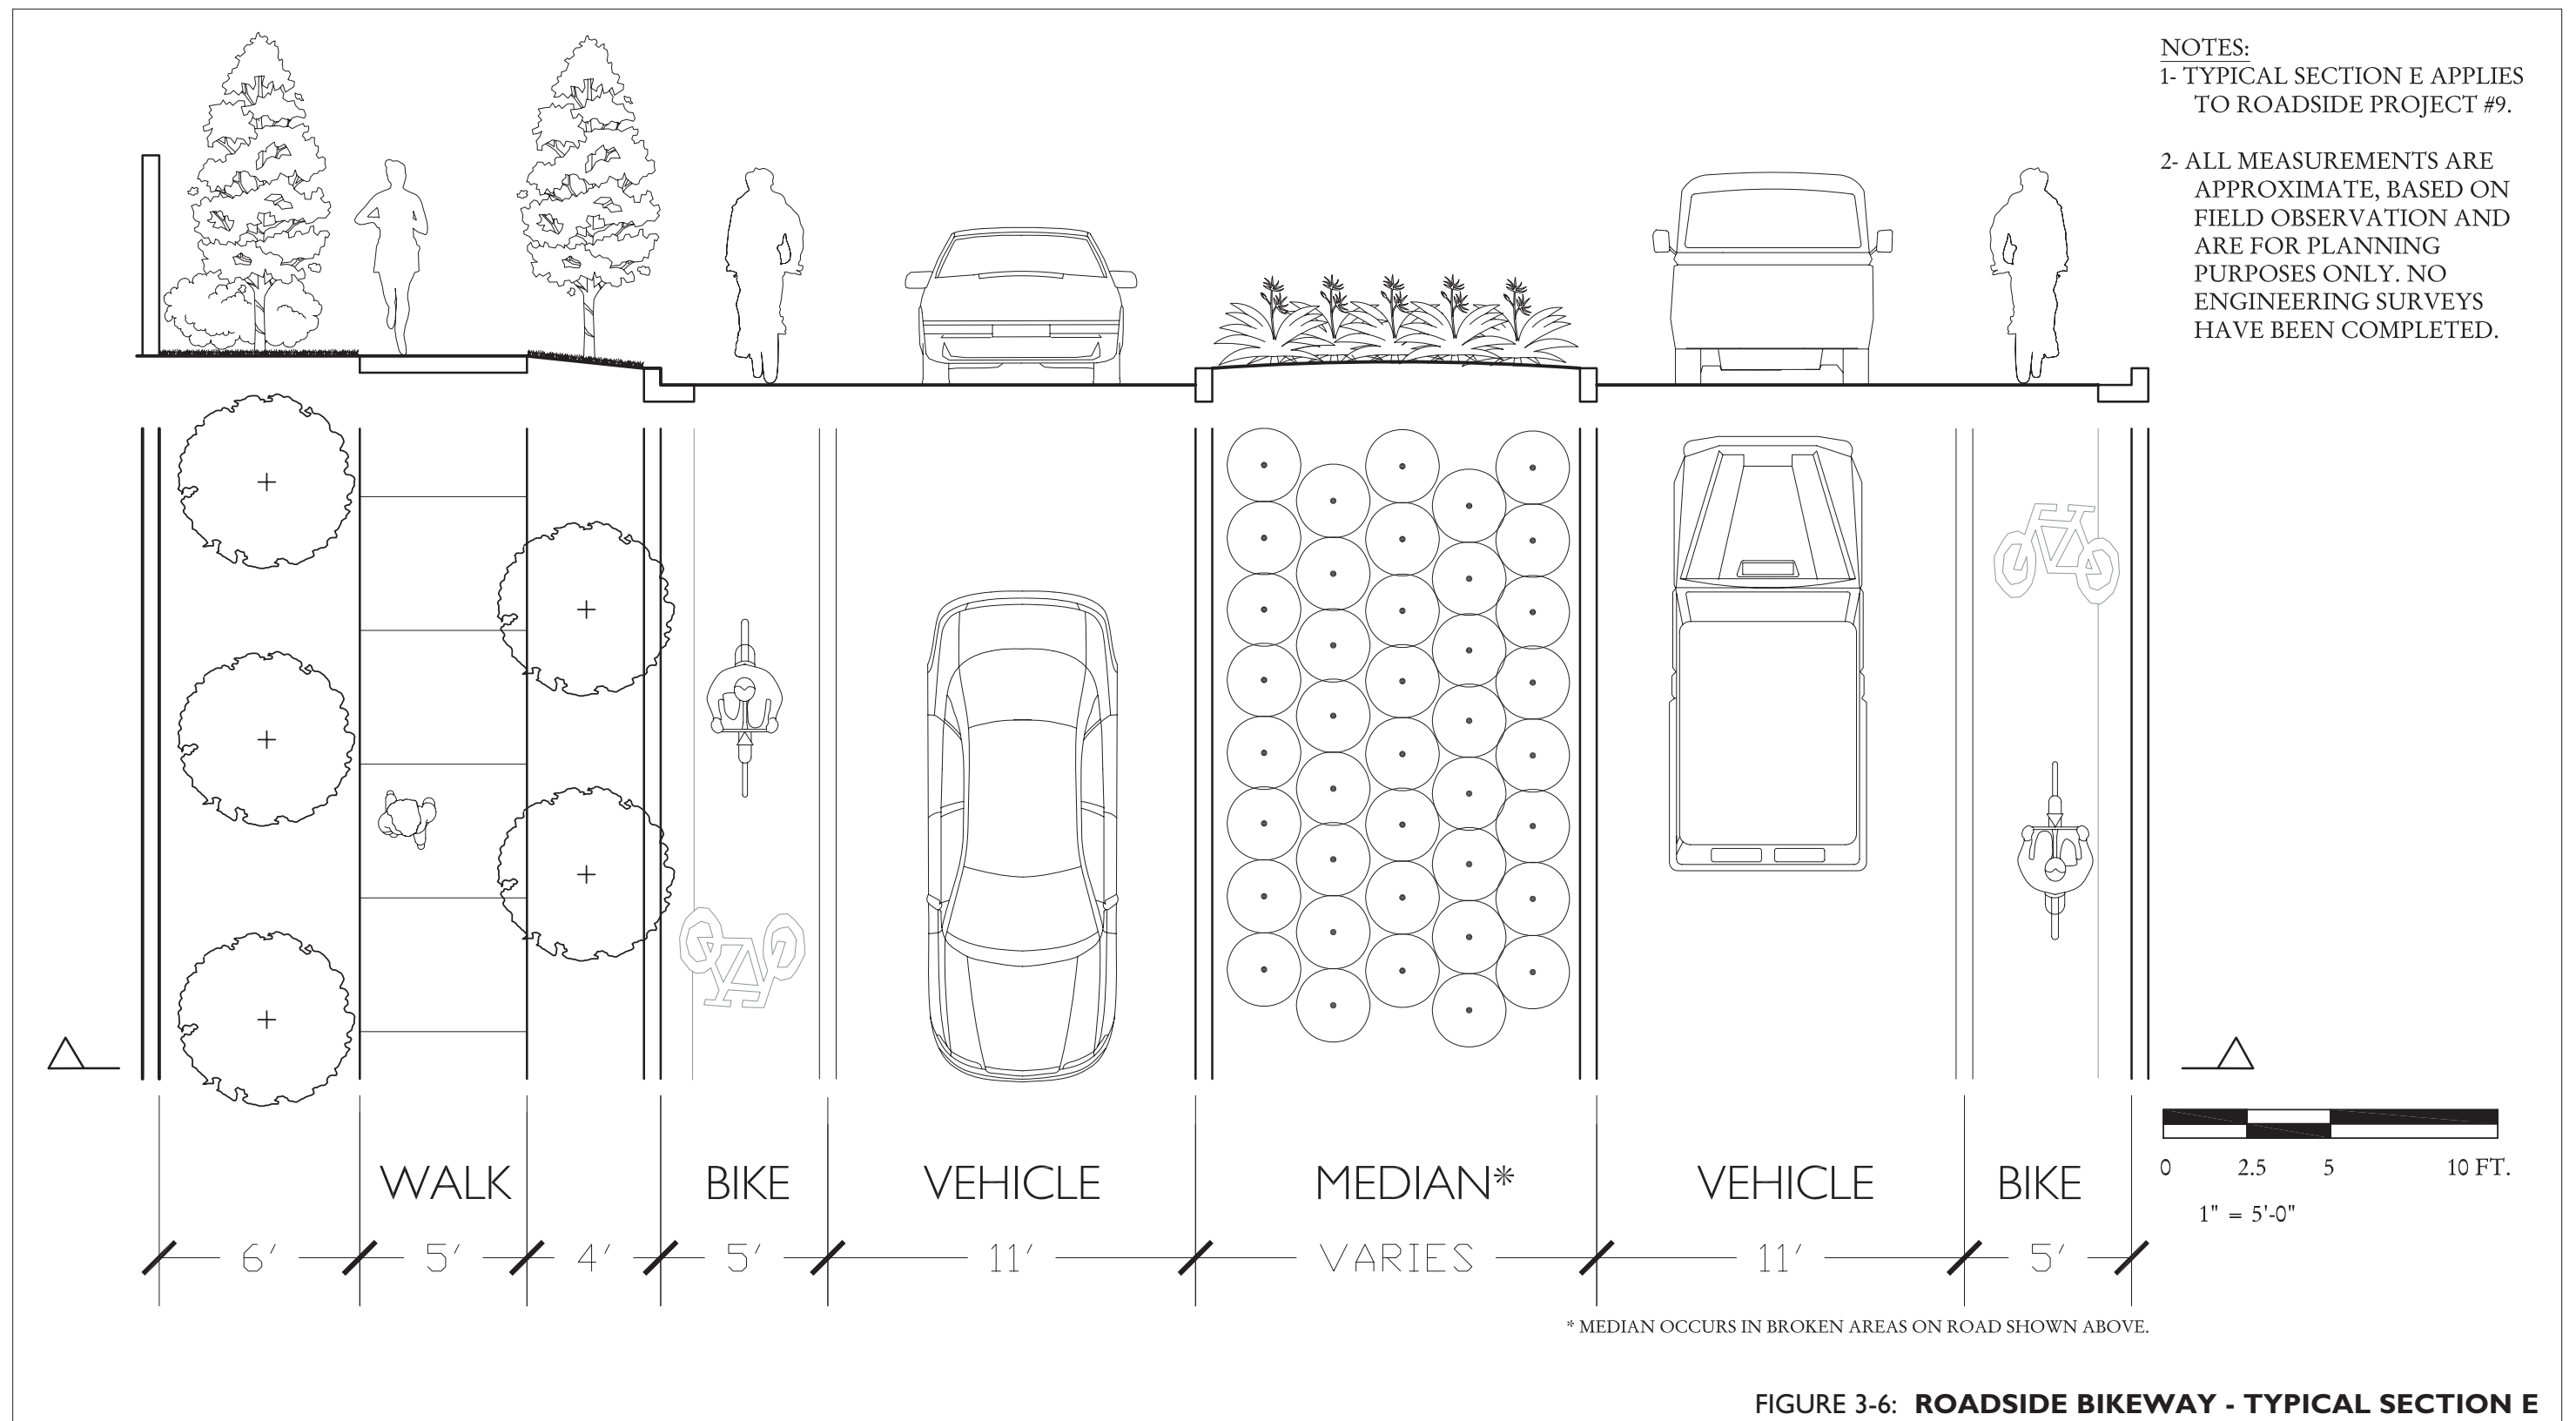 NOTES:
1- TYPICAL SECTION E APPLIES
TO ROADSIDE PROJECT #9.
2- ALL MEASUREMENTS ARE
APPROXIMATE, BASED ON
FIELD OBSERVATION AND
ARE FOR PLANNING
PURPOSES ONLY. NO
ENGINEERING SURVEYS
HAVE BEEN COMPLETED.
WALK BIKE VEHICLE MEDIAN* VEHICLE BIKE
0 2.5 5 10 FT.
1" = 5'-0"
6' 5' 4' 5' 11' VARIES 11' 5'
* MEDIAN OCCURS IN BROKEN AREAS ON ROAD SHOWN ABOVE.
FIGURE 3-6: ROADSIDE BIKEWAY - TYPICAL SECTION E